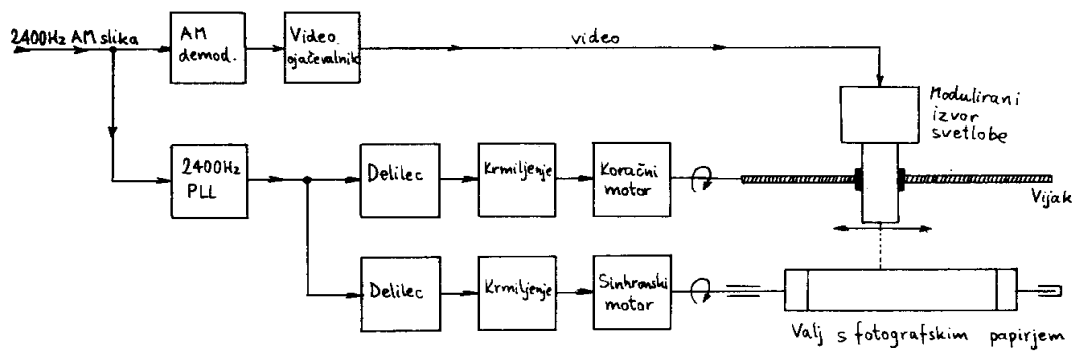 2400Hz AM slika
AM
demod.
Video
ojačevalnik
video
Modulirani
izvor
svetlobe
2400Hz
PLL
Delilec
Krmiljenje
Koračni
motor
Vijak
Delilec
Krmiljenje
Sinhronski
motor
Valj s fotografskim papirjem